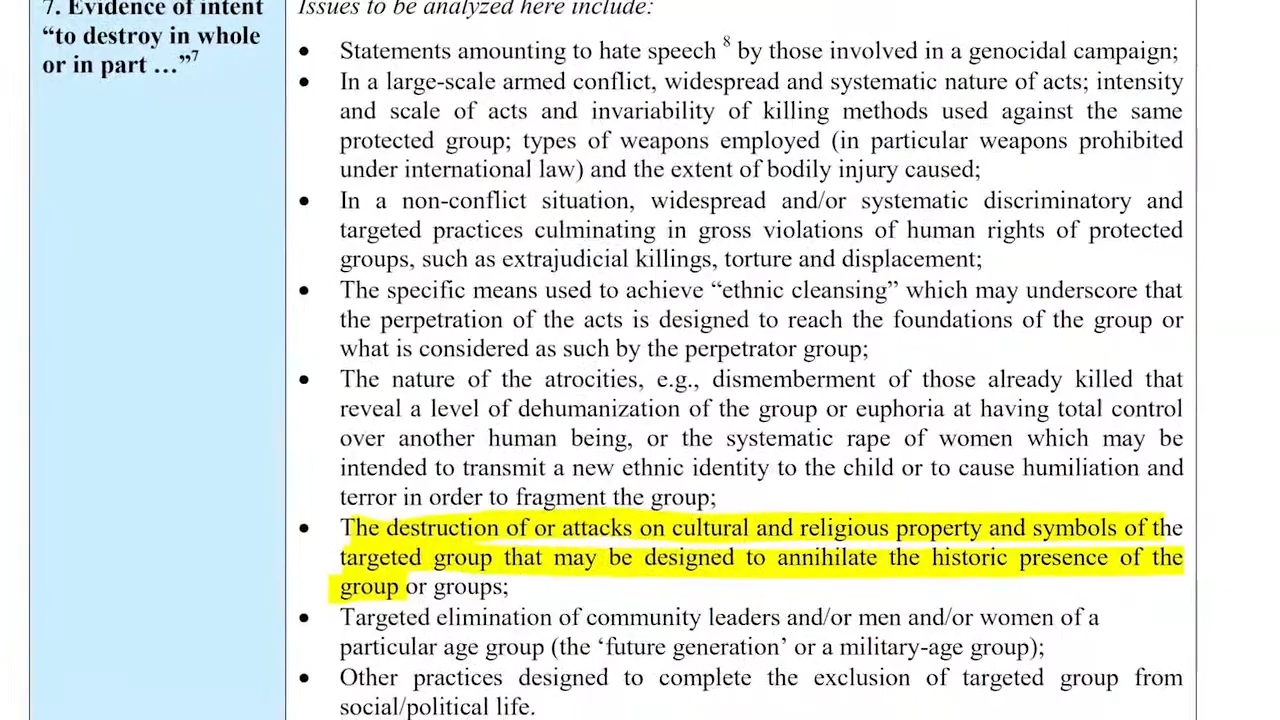 7. Evidence of intent
“to destroy in whole
or in part …”7
Issues to be analyzed here include:
• Statements amounting to hate speech 8 by those involved in a genocidal campaign;
• In a large-scale armed conflict, widespread and systematic nature of acts; intensity
and scale of acts and invariability of killing methods used against the same
protected group; types of weapons employed (in particular weapons prohibited
under international law) and the extent of bodily injury caused;
• In a non-conflict situation, widespread and/or systematic discriminatory and
targeted practices culminating in gross violations of human rights of protected
groups, such as extrajudicial killings, torture and displacement;
• The specific means used to achieve “ethnic cleansing” which may underscore that
the perpetration of the acts is designed to reach the foundations of the group or
what is considered as such by the perpetrator group;
• The nature of the atrocities, e.g., dismemberment of those already killed that
reveal a level of dehumanization of the group or euphoria at having total control
over another human being, or the systematic rape of women which may be
intended to transmit a new ethnic identity to the child or to cause humiliation and
terror in order to fragment the group;
• The destruction of or attacks on cultural and religious property and symbols of the
targeted group that may be designed to annihilate the historic presence of the
group or groups;
• Targeted elimination of community leaders and/or men and/or women of a
particular age group (the ‘future generation’ or a military-age group);
• Other practices designed to complete the exclusion of targeted group from
social/political life.